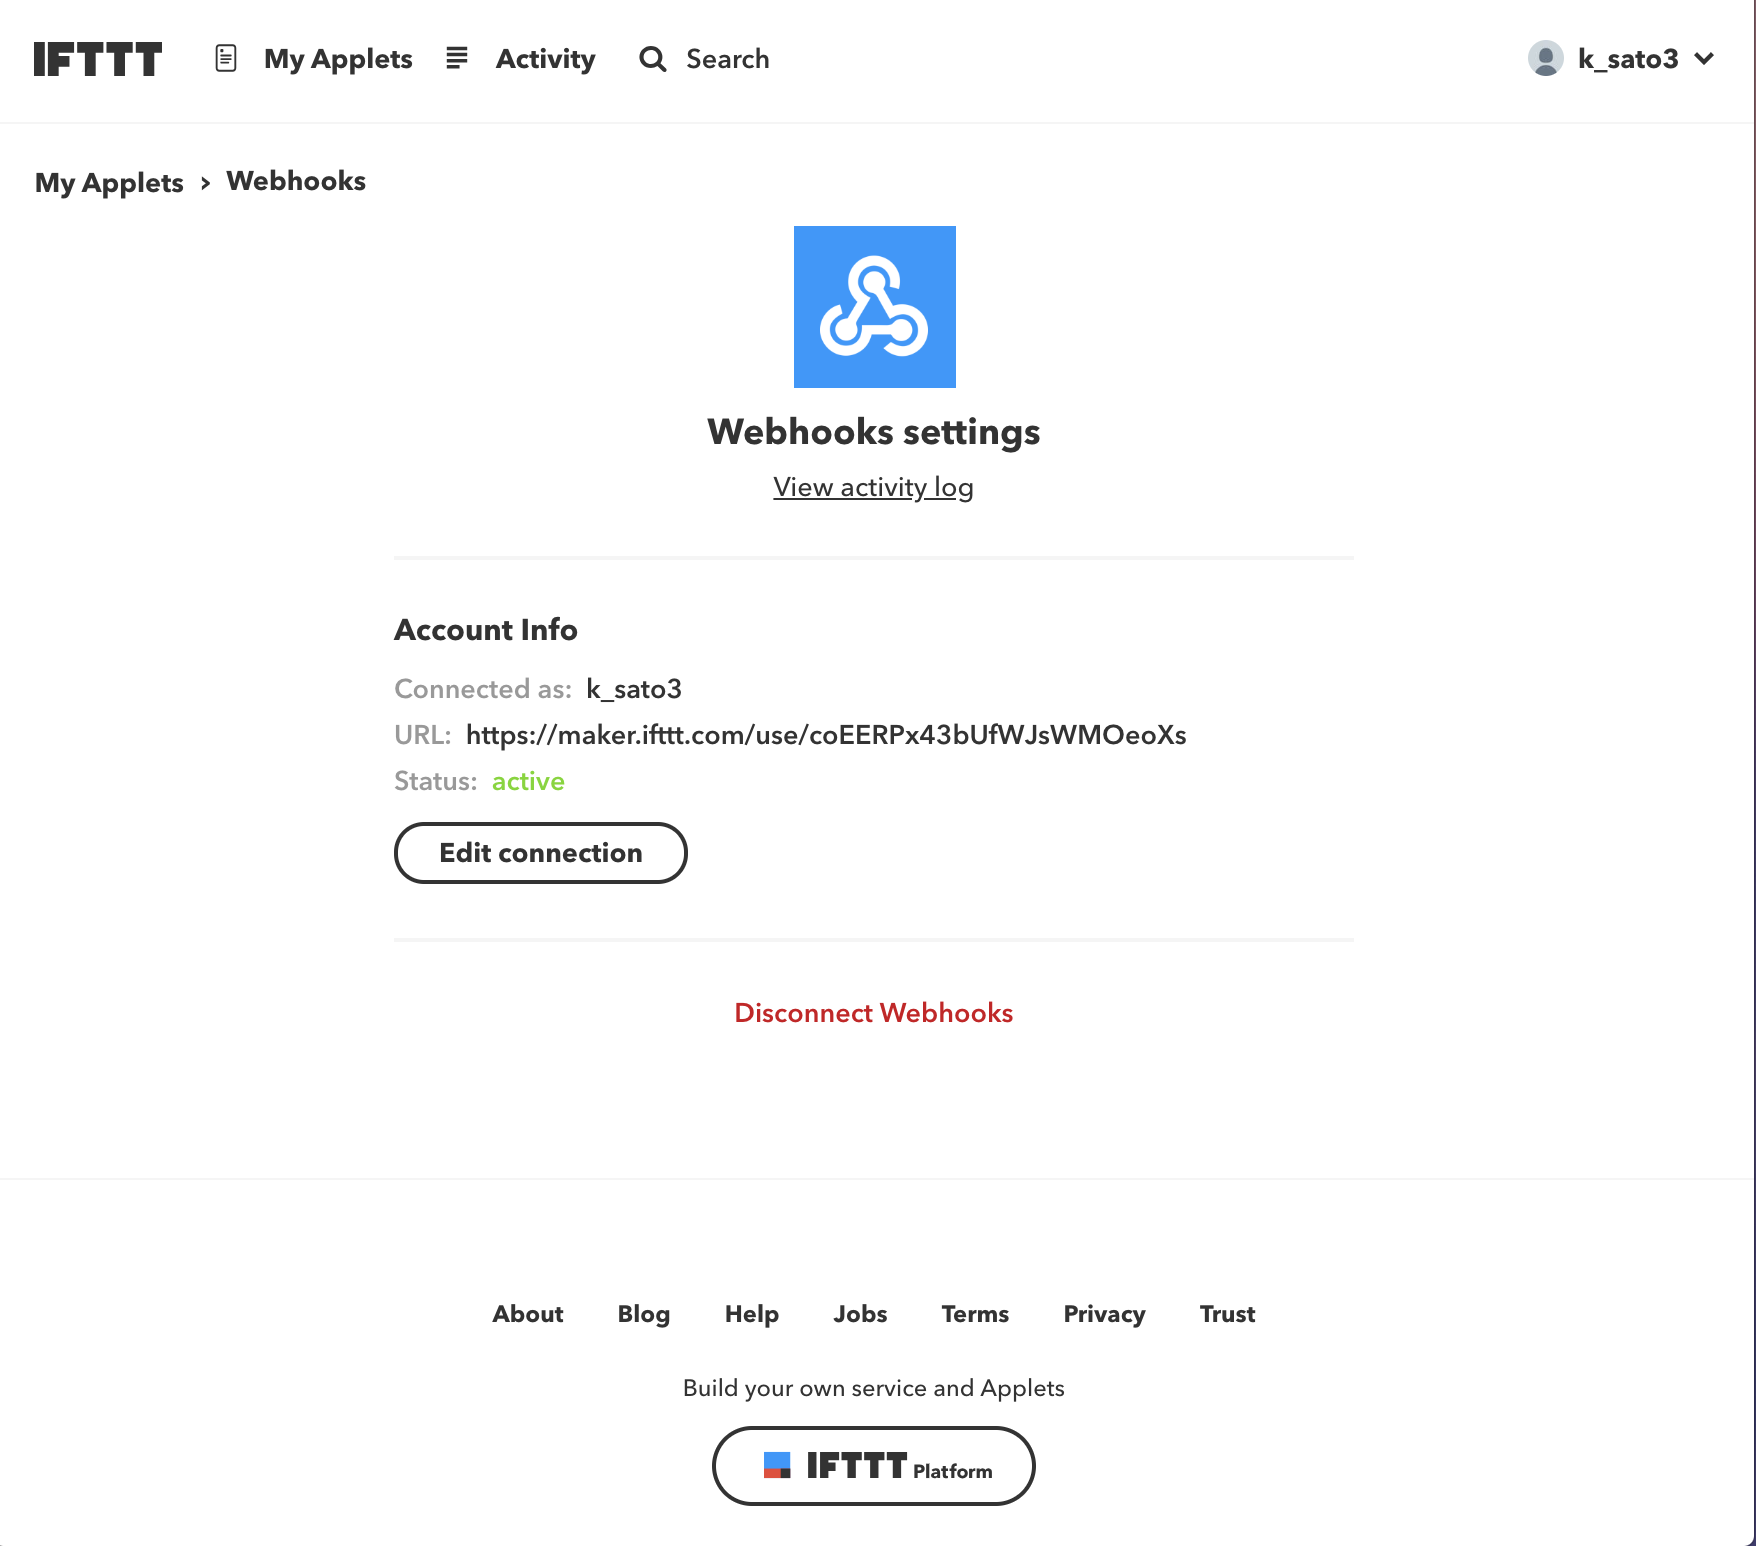 IFTTT My Applets Activity Search k_sato3
My Applets › Webhooks
Webhooks settings
View activity log
Account Info
Connected as: k_sato3
URL: https://maker.ifttt.com/use/coEERPx43bUfWJsWMOeoXs
Status: active
Edit connection
Disconnect Webhooks
About Blog Help Jobs Terms Privacy Trust
Build your own service and Applets
IFTTT Platform